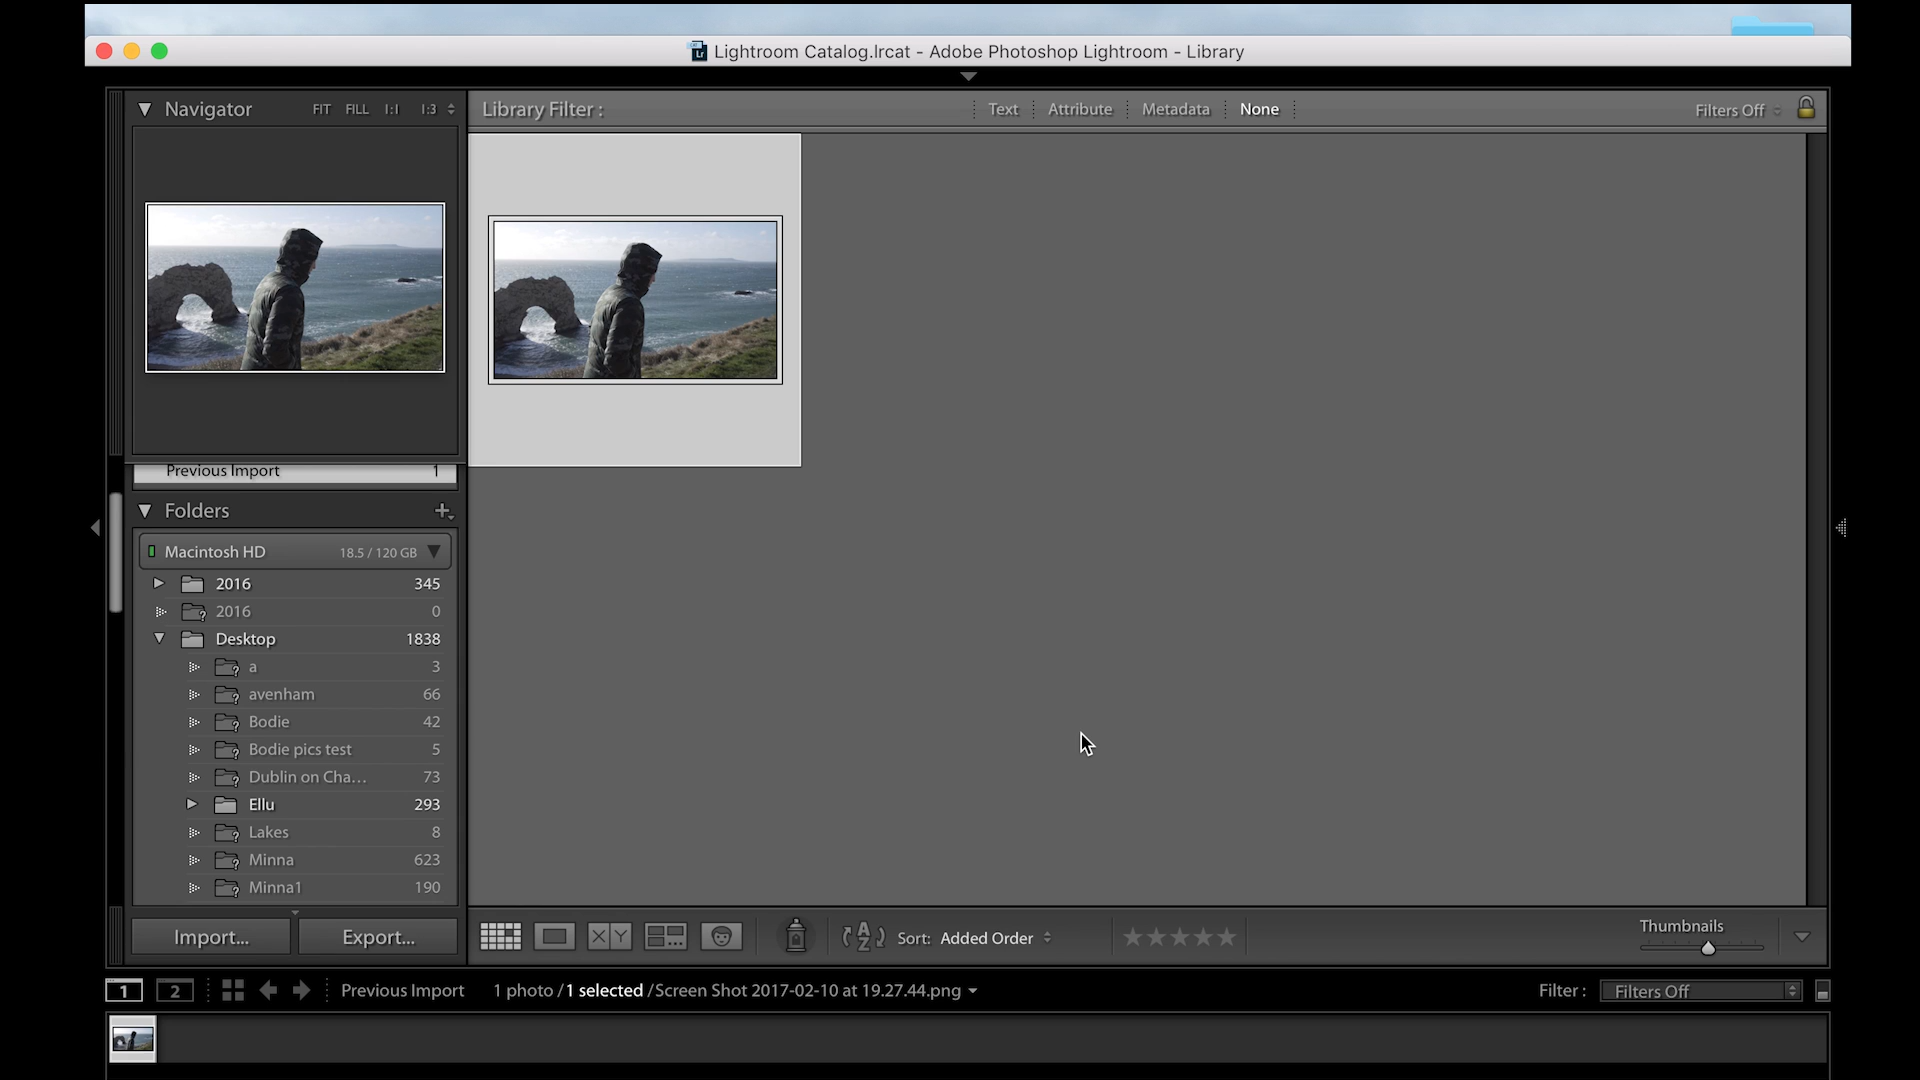 Lightroom Catalog.lrcat - Adobe Photoshop Lightroom - Library
Navigator FIT FILL 1:1 1:3
Library Filter : Text Attribute Metadata None Filters Off
Previous Import 1
Folders
Macintosh HD 18.5 / 120 GB
2016 345
2016 0
Desktop 1838
a 3
avenham 66
Bodie 42
Bodie pics test 5
Dublin on Cha... 73
Ellu 293
Lakes 8
Minna 623
Minna1 190
Import... Export...
X Y
A Z
Sort: Added Order
Thumbnails
1 2 Previous Import 1 photo / 1 selected / Screen Shot 2017-02-10 at 19.27.44.png Filter : Filters Off